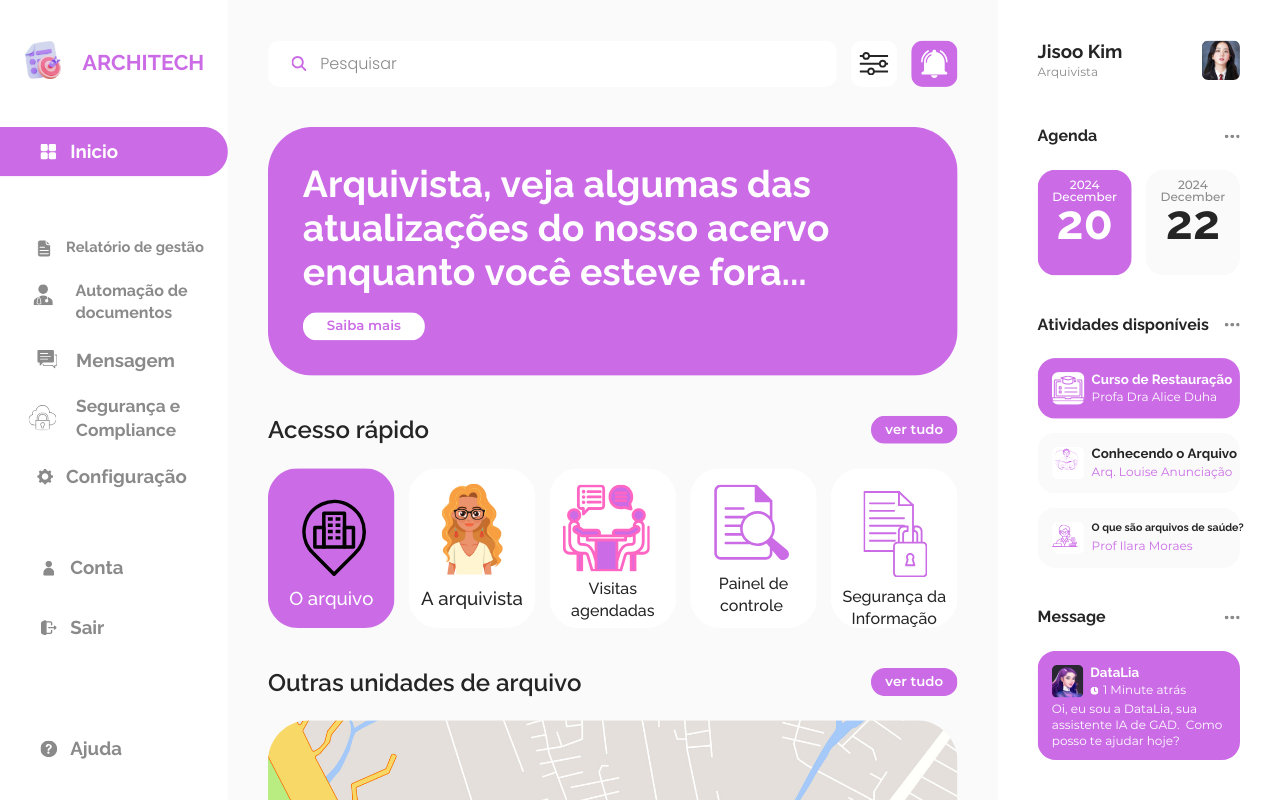 ARCHITECH
Inicio
Relatório de gestão
Automação de
documentos
Mensagem
Segurança e
Compliance
Configuração
Conta
Sair
Ajuda
Pesquisar
Arquivista, veja algumas das
atualizações do nosso acervo
enquanto você esteve fora...
Saiba mais
Acesso rápido
ver tudo
O arquivo
A arquivista
Visitas
agendadas
Painel de
controle
Segurança da
Informação
Outras unidades de arquivo
ver tudo
Jisoo Kim
Arquivista
Agenda
2024
December
20
2024
December
22
Atividades disponíveis
Curso de Restauração
Profa Dra Alice Duha
Conhecendo o Arquivo
Arq. Louise Anunciação
O que são arquivos de saúde?
Prof Ilara Moraes
Message
DataLia
1 Minute atrás
Oi, eu sou a DataLia, sua
assistente IA de GAD. Como
posso te ajudar hoje?